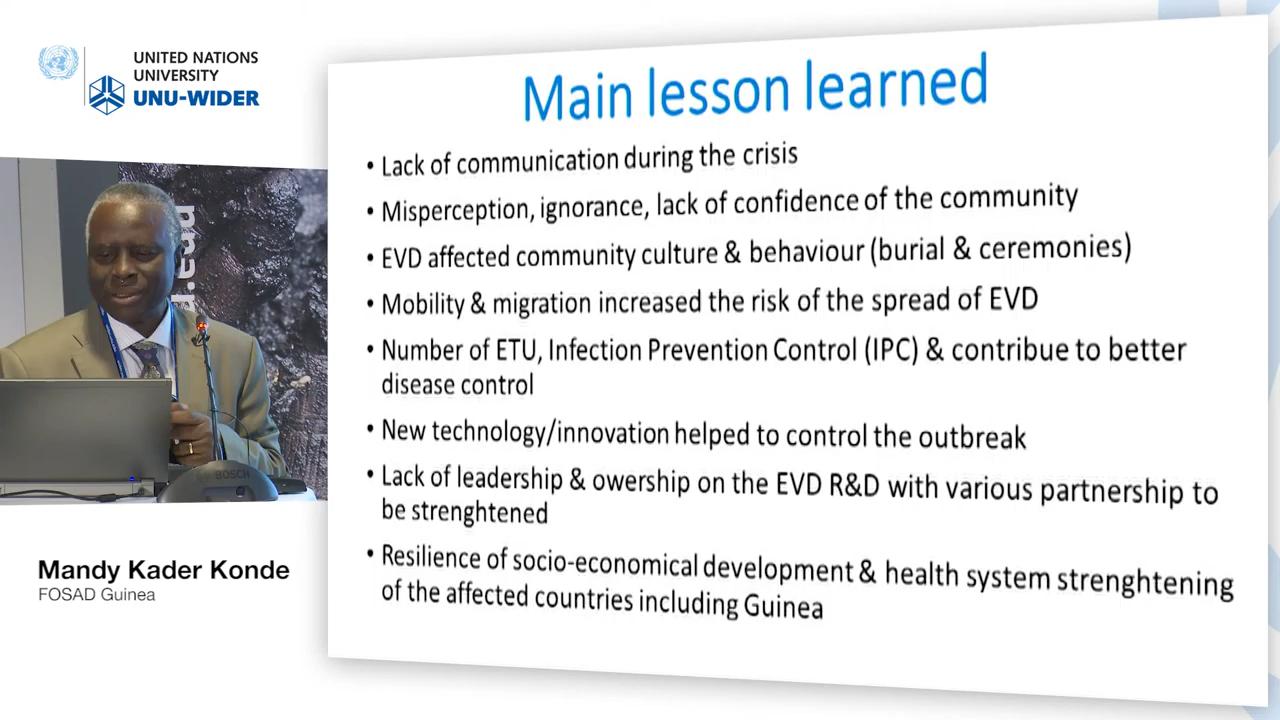 UNITED NATIONS
UNIVERSITY
UNU-WIDER
Main lesson learned
• Lack of communication during the crisis
• Misperception, ignorance, lack of confidence of the community
• EVD affected community culture & behaviour (burial & ceremonies)
• Mobility & migration increased the risk of the spread of EVD
• Number of ETU, Infection Prevention Control (IPC) & contribue to better
disease control
• New technology/innovation helped to control the outbreak
• Lack of leadership & owership on the EVD R&D with various partnership to
be strenghtened
• Resilience of socio-economical development & health system strenghtening
of the affected countries including Guinea
BOSCH
Mandy Kader Konde
FOSAD Guinea